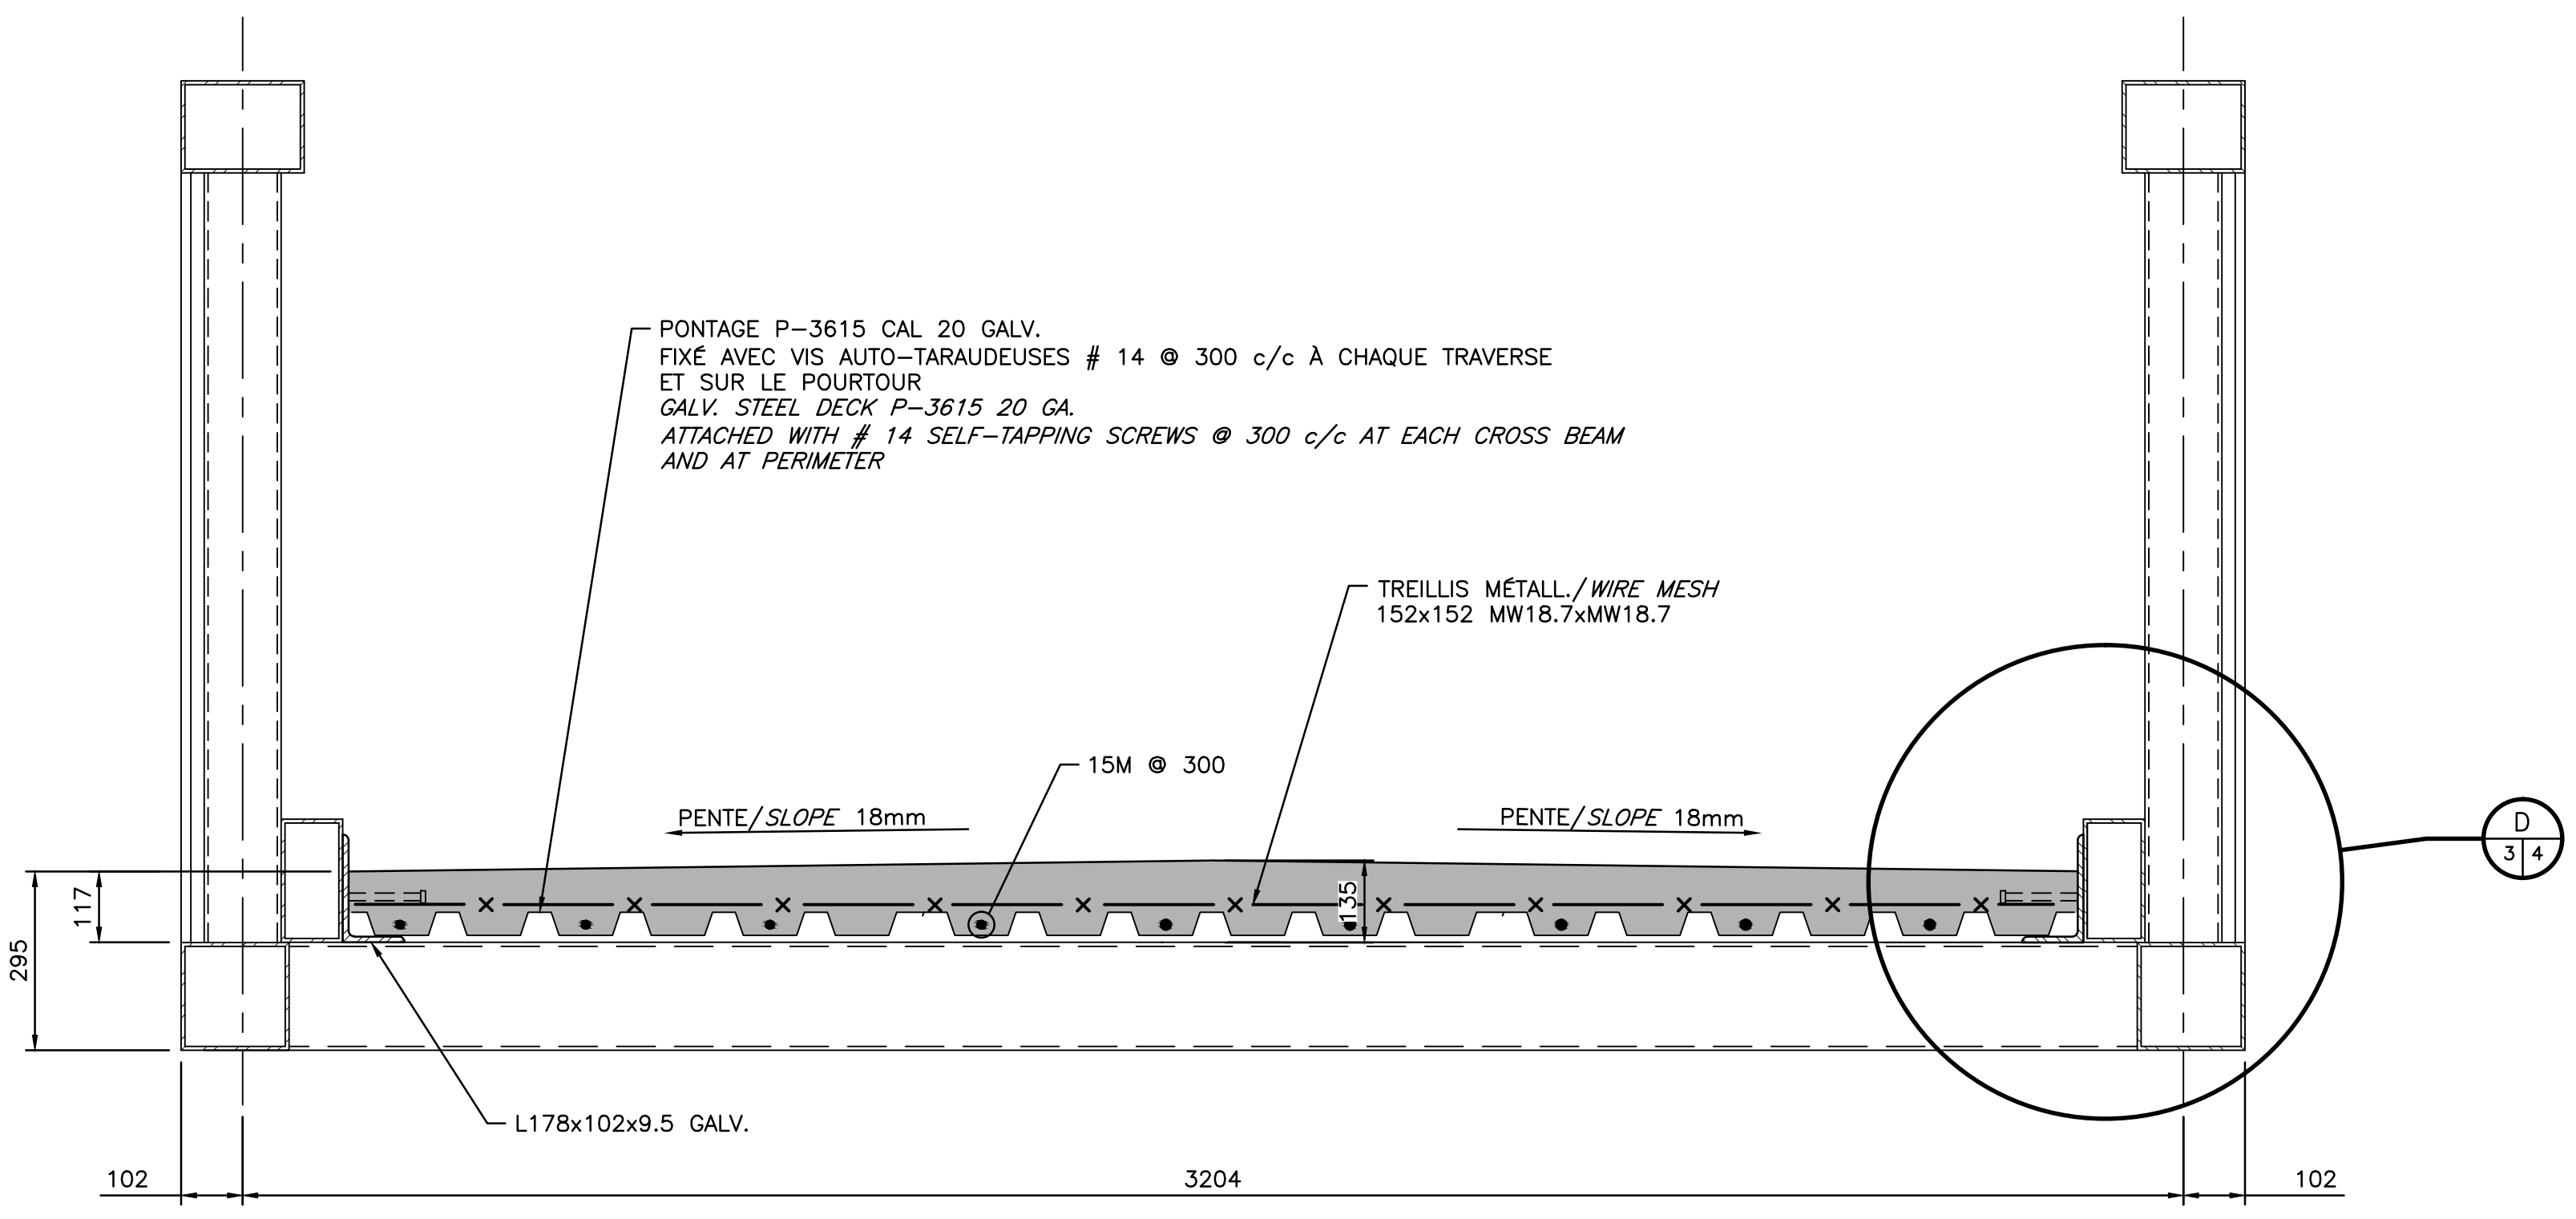 PONTAGE P-3615 CAL 20 GALV.
FIXÉ AVEC VIS AUTO-TARAUDEUSES # 14 @ 300 c/c À CHAQUE TRAVERSE
ET SUR LE POURTOUR
GALV. STEEL DECK P-3615 20 GA.
ATTACHED WITH # 14 SELF-TAPPING SCREWS @ 300 c/c AT EACH CROSS BEAM
AND AT PERIMETER
TREILLIS MÉTALL./WIRE MESH
152x152 MW18.7xMW18.7
15M @ 300
PENTE/SLOPE 18mm
PENTE/SLOPE 18mm
D
3 4
117
135
295
L178x102x9.5 GALV.
102
3204
102